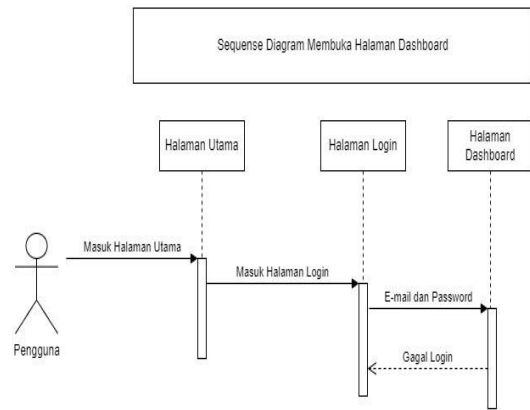 Sequense Diagram Membuka Halaman Dashboard
Halaman Utama
Halaman Login
Halaman
Dashboard
Masuk Halaman Utama
Masuk Halaman Login
E-mail dan Password
Gagal Login
Pengguna